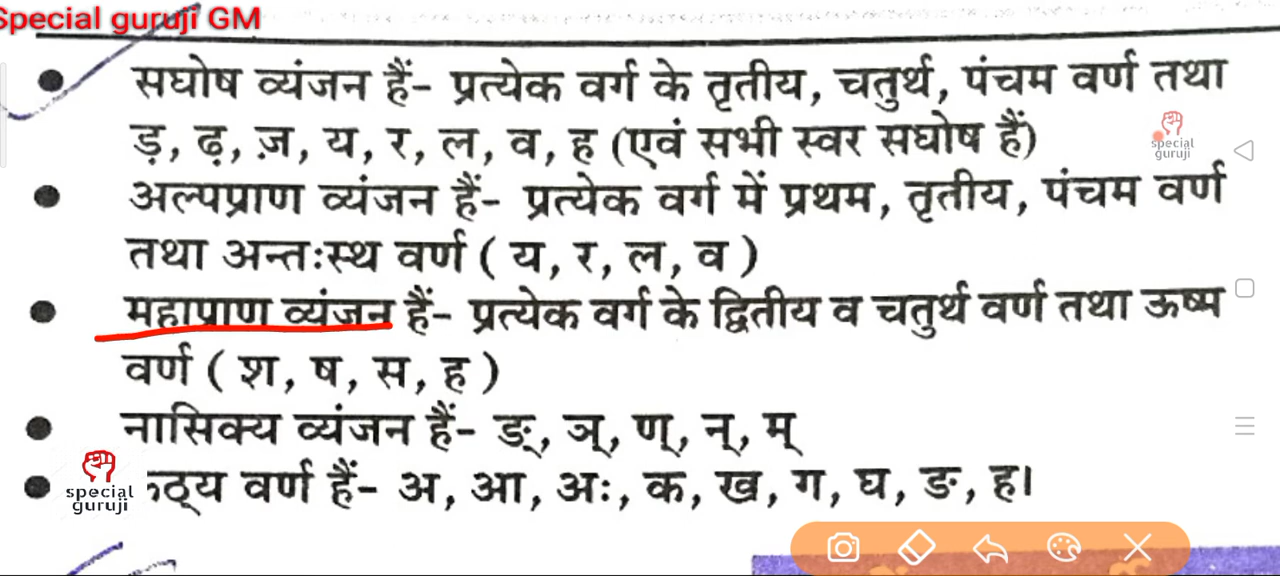 Special guruji GM
सघोष व्यंजन हैं- प्रत्येक वर्ग के तृतीय, चतुर्थ, पंचम वर्ण तथा
ड़, ढ़, ज़, य, र, ल, व, ह (एवं सभी स्वर सघोष हैं)
special
guruji
अल्पप्राण व्यंजन हैं- प्रत्येक वर्ग में प्रथम, तृतीय, पंचम वर्ण
तथा अन्तःस्थ वर्ण ( य, र, ल, व )
महाप्राण व्यंजन हैं- प्रत्येक वर्ग के द्वितीय व चतुर्थ वर्ण तथा ऊष्म
वर्ण ( श, ष, स, ह )
नासिक्य व्यंजन हैं- ङ्, ञ्, ण्, न्, म्
वर्ण हैं- अ, आ, अः, क, ख, ग, घ, ङ, ह।
special
guruji